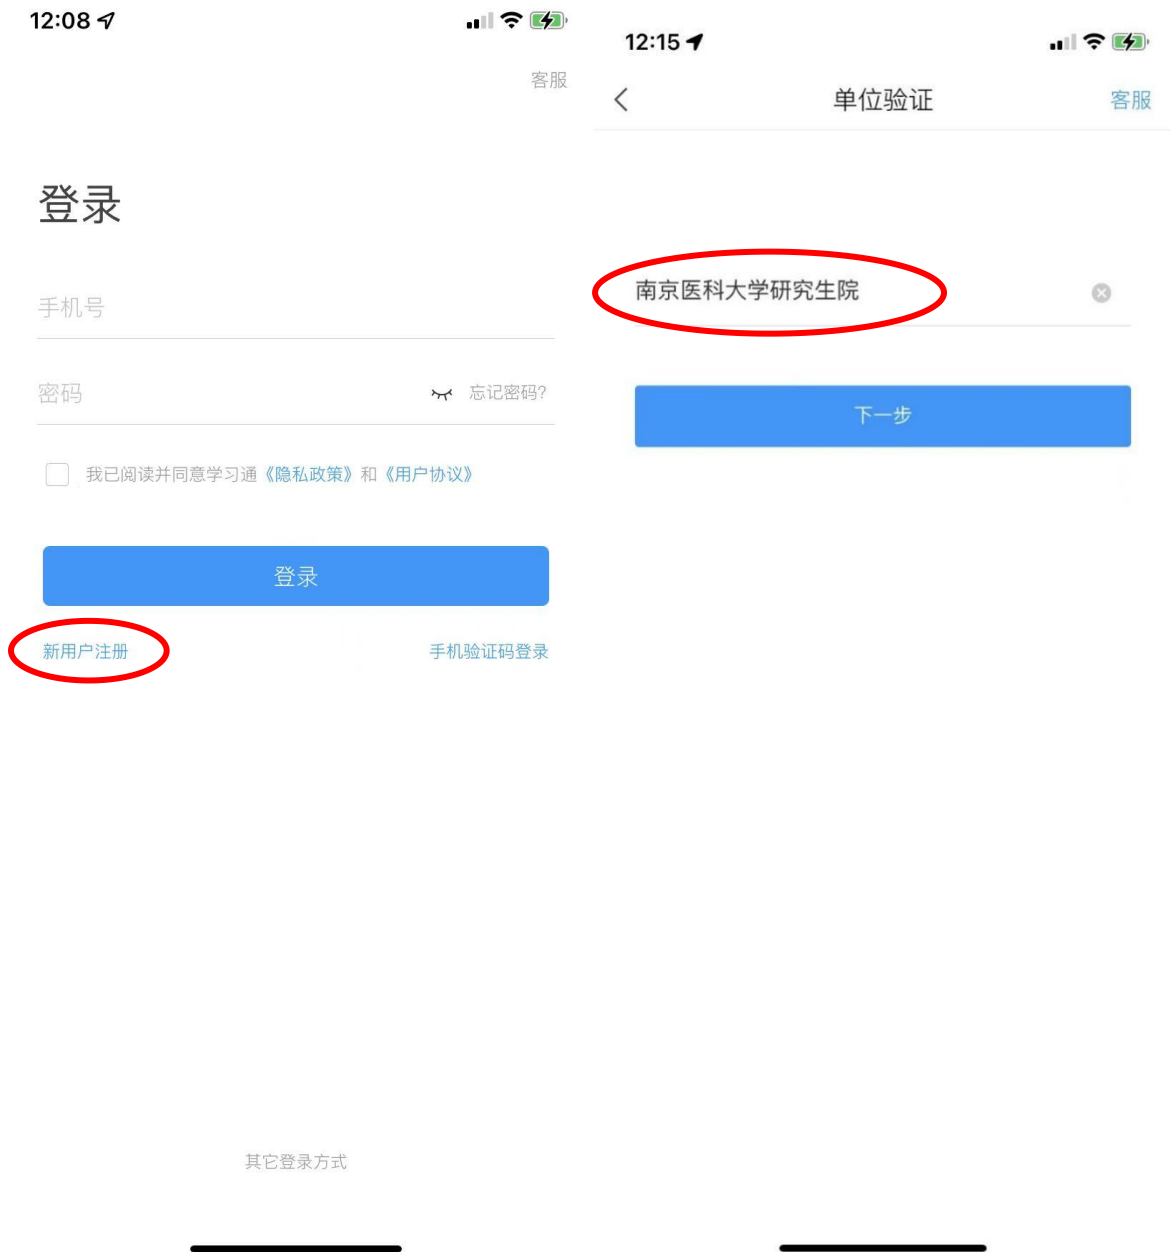 12:08
客服
登录
手机号
密码
忘记密码?
我已阅读并同意学习通《隐私政策》和《用户协议》
登录
新用户注册
手机验证码登录
其它登录方式
12:15
单位验证
客服
南京医科大学研究生院
下一步